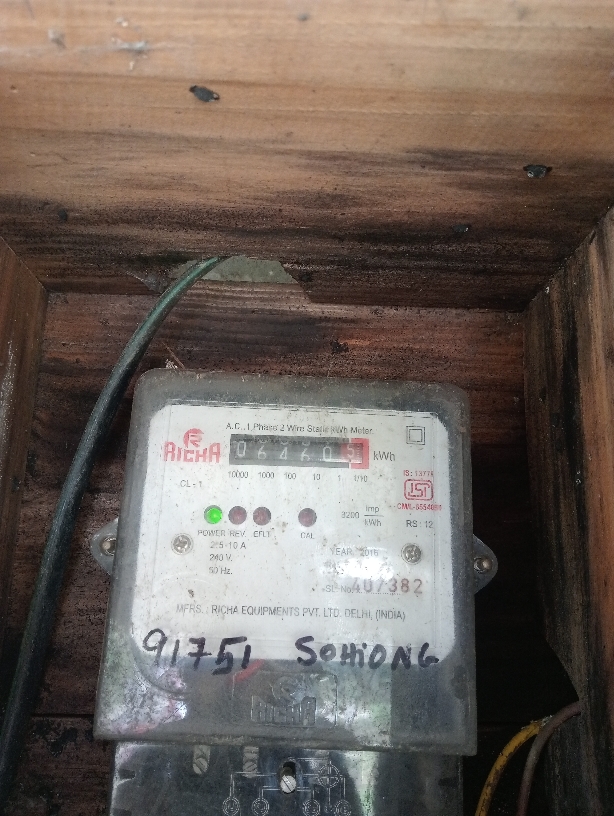 A.C. 1 Phase 2 Wire Static kWh Meter
RICHA
06460
kWh
10000 1000 100 10 1 1/10
IS: 13779
ISI
CL - 1
3200 Imp/kWh
RS: 12
POWER REV. EFLT CAL
240 V.
50 Hz.
YEAR
407382
MFRS.: RICHA EQUIPMENTS PVT. LTD. DELHI, (INDIA)
91751 SOHIONG
RICHA